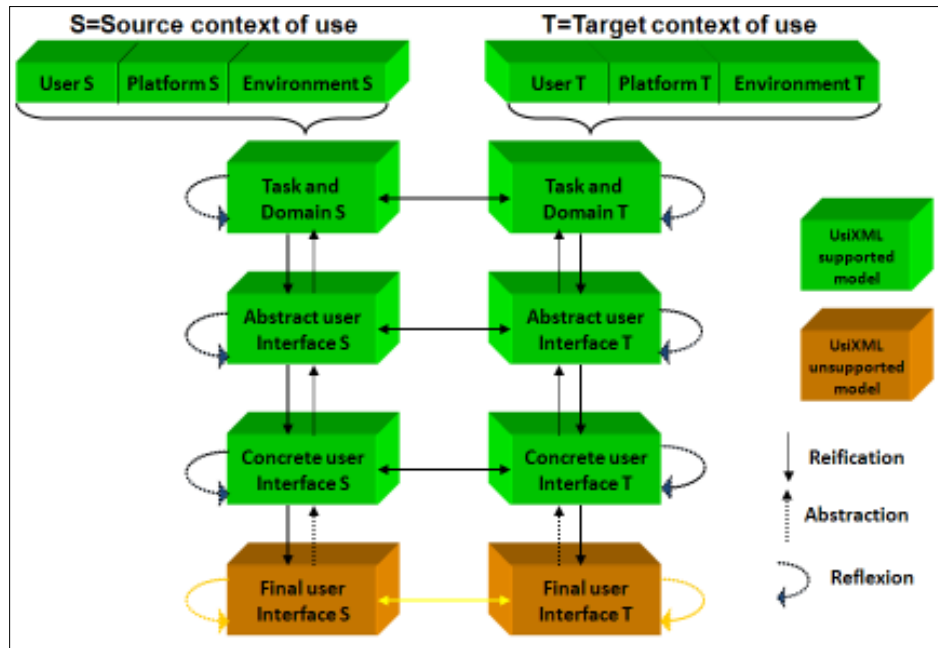 S=Source context of use
T=Target context of use
User S
Platform S
Environment S
User T
Platform T
Environment T
Task and
Domain S
Task and
Domain T
Abstract user
Interface S
Abstract user
Interface T
Concrete user
Interface S
Concrete user
Interface T
Final user
Interface S
Final user
Interface T
UsiXML
supported
model
UsiXML
unsupported
model
Reification
Abstraction
Reflexion